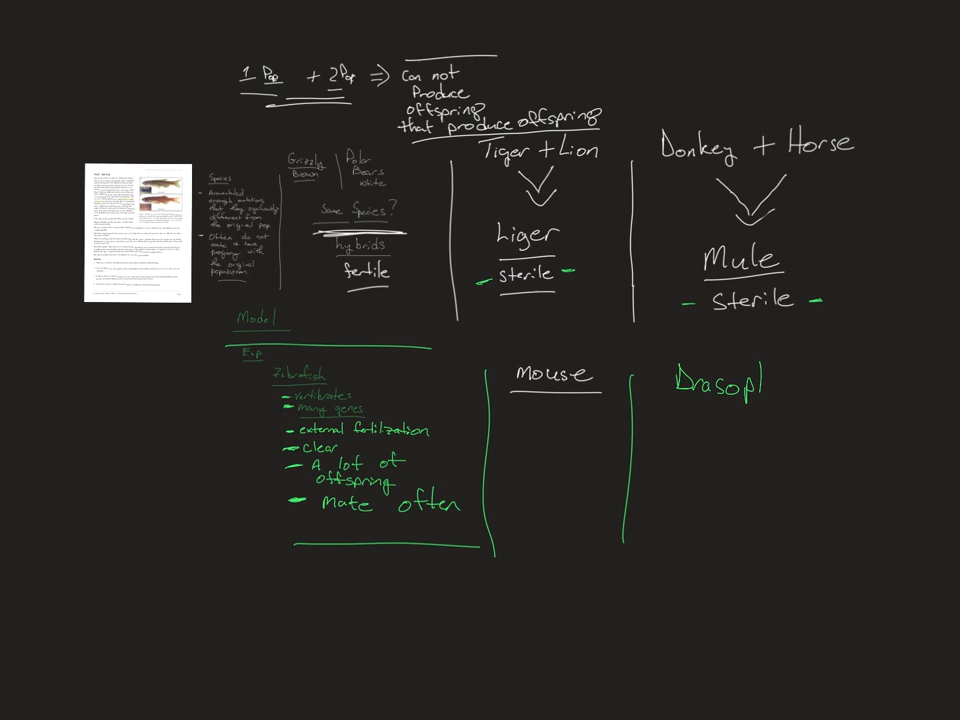 1 Pop + 2 Pop ⇒ Can not
Produce
offspring
that produce offspring
Species
- Accumulated
enough mutations
that they significantly
different from
the original pop
- Often do not
mate & have
progeny with
the original
population
Grizzly
Brown
Polar
Bears
white
Same Species?
hybrids
fertile
Tiger + Lion
Liger
- Sterile -
Donkey + Horse
Mule
- Sterile -
Model
Exp
Zebrafish
- vertibrates
- Many genes
- external fertilization
- clear
- A lot of
offspring
- Mate often
Mouse
Drasopl